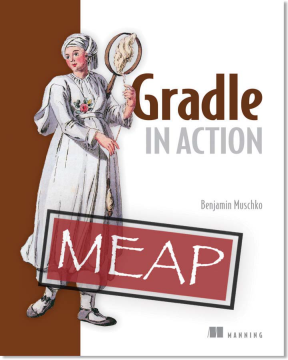 Gradle
IN ACTION
Benjamin Muschko
MEAP
MANNING